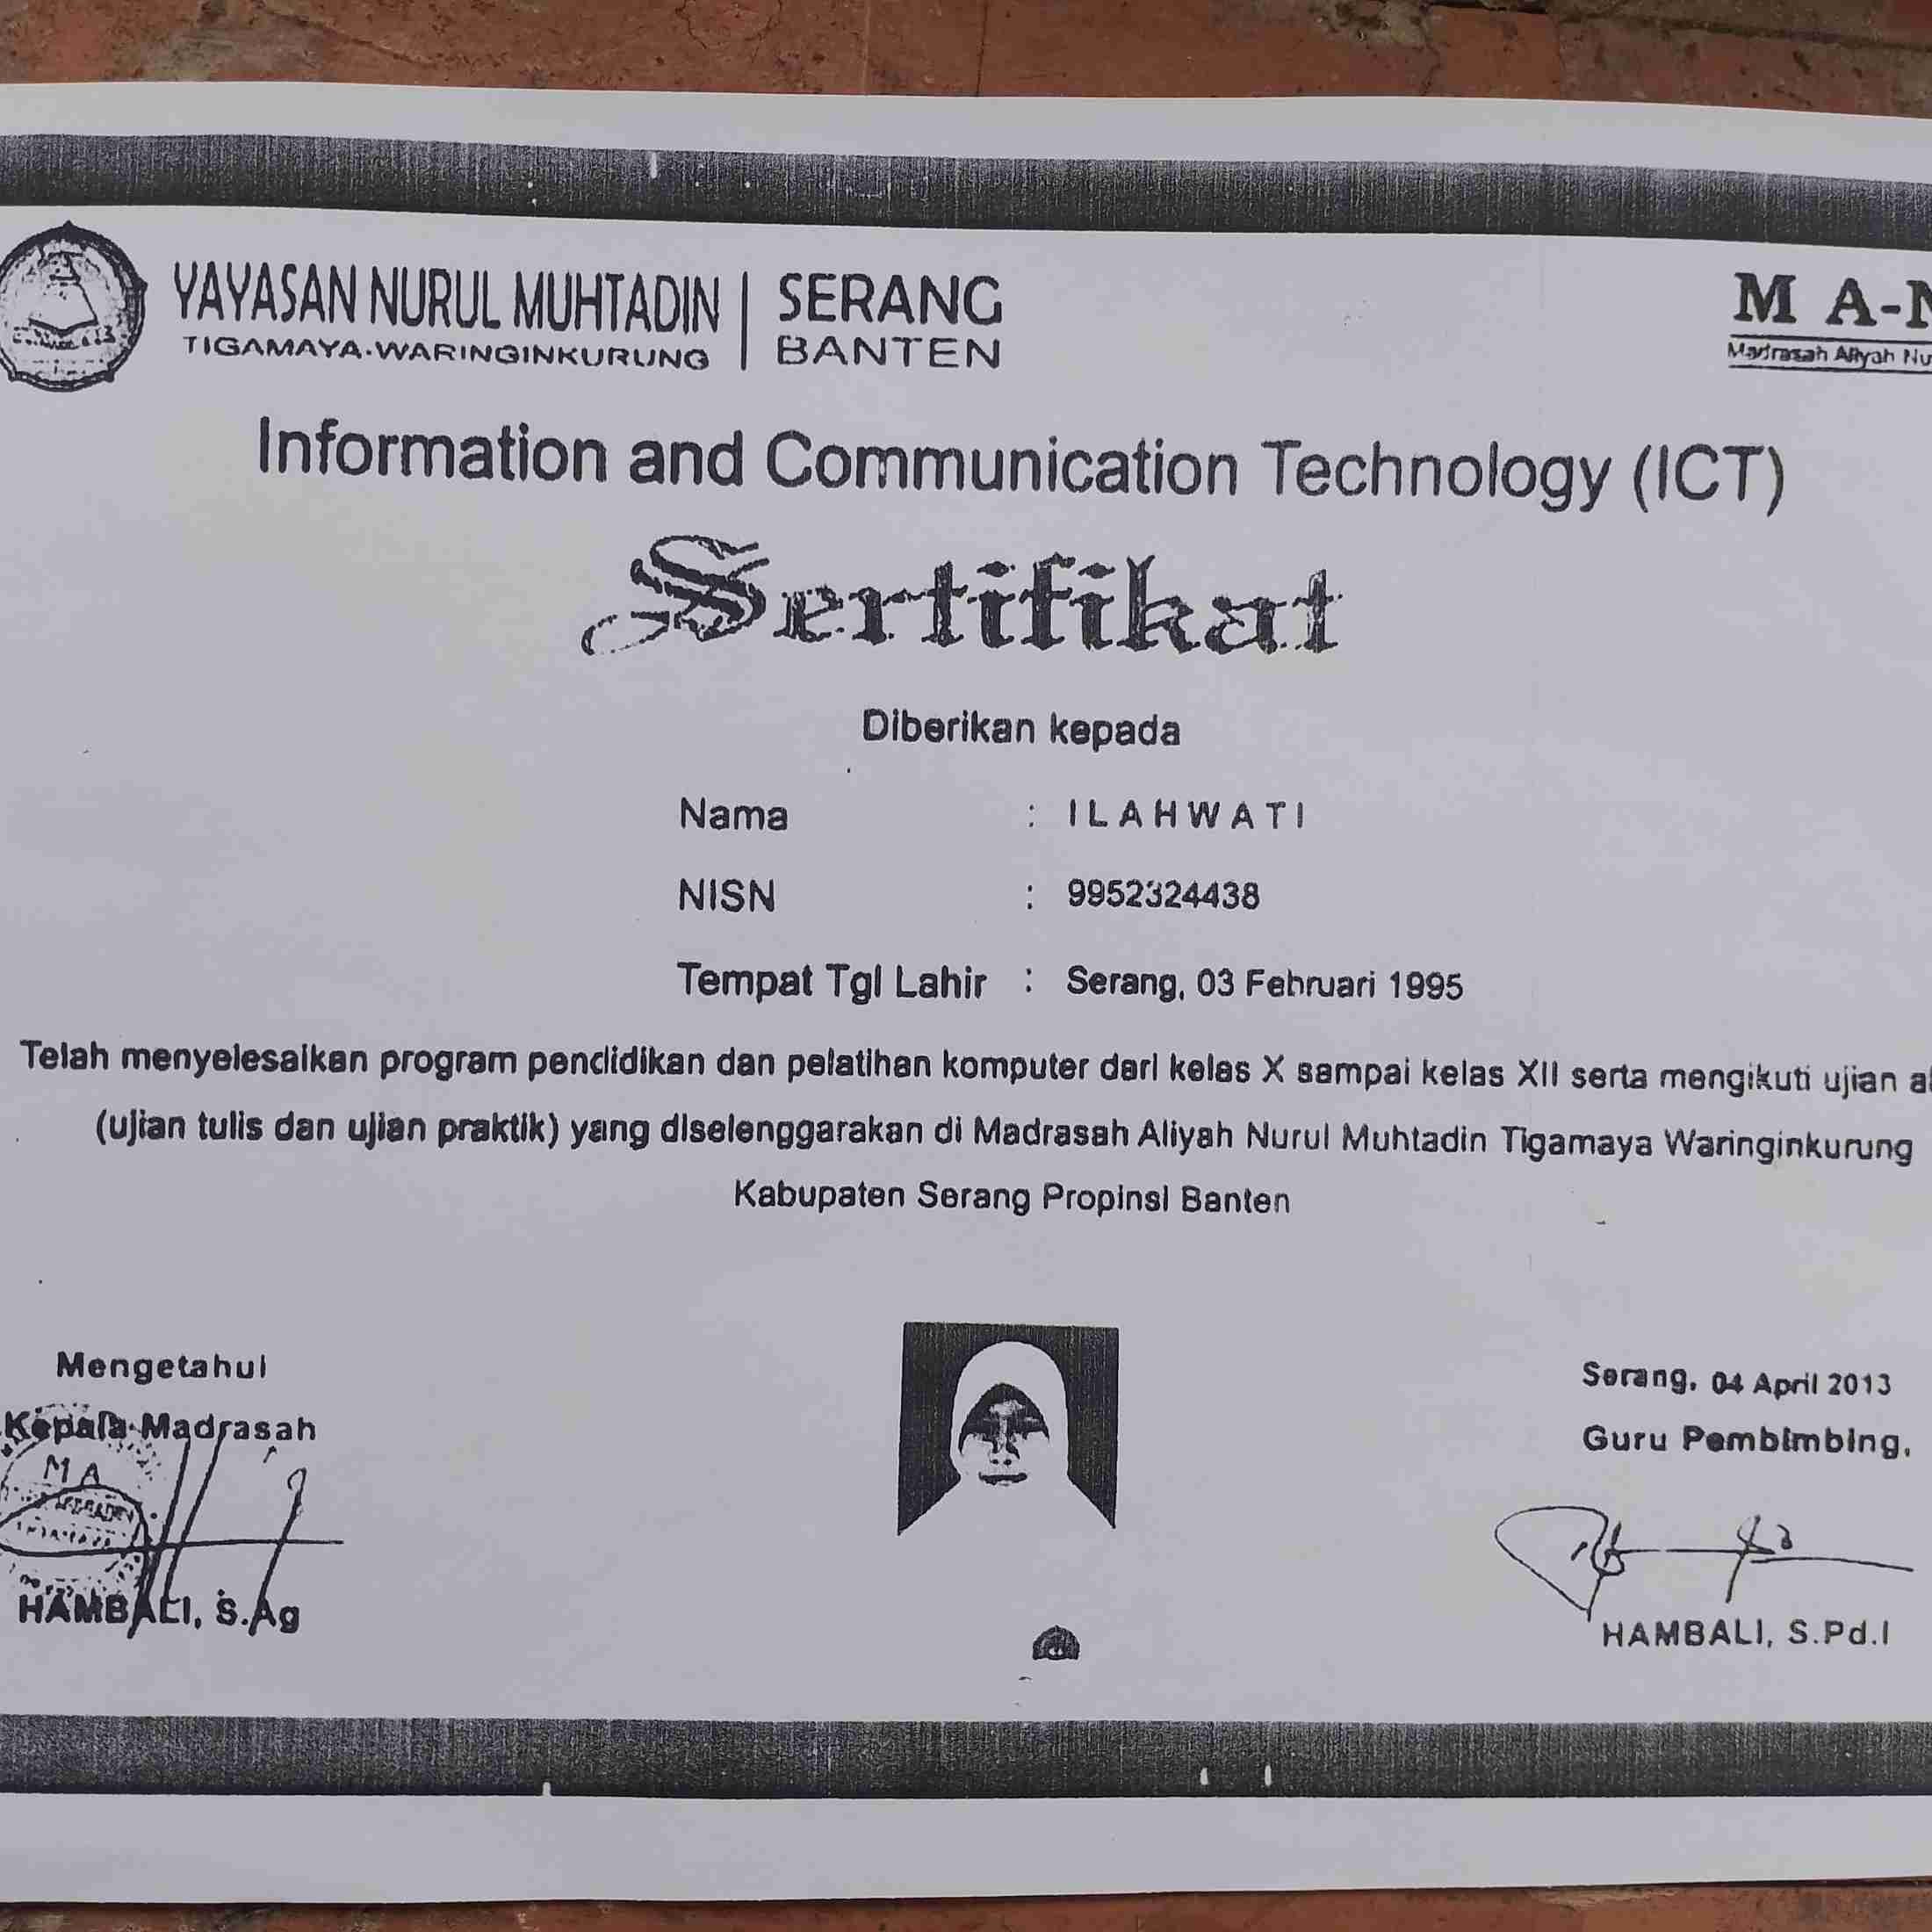 YAYASAN NURUL MUHTADIN | SERANG
TIGAMAYA-WARINGINKURUNG | BANTEN
M A-N
Madrasah Aliyah Nu
Information and Communication Technology (ICT)
Sertifikat
Diberikan kepada
Nama : ILAHWATI
NISN : 9952324438
Tempat Tgl Lahir : Serang, 03 Februari 1995
Telah menyelesaikan program pendidikan dan pelatihan komputer dari kelas X sampai kelas XII serta mengikuti ujian
(ujian tulis dan ujian praktik) yang diselenggarakan di Madrasah Aliyah Nurul Muhtadin Tigamaya Waringinkurung
Kabupaten Serang Propinsi Banten
Mengetahui
Kepala Madrasah
M A
HAMBALI, S.Ag
Serang, 04 April 2013
Guru Pembimbing,
HAMBALI, S.Pd.I